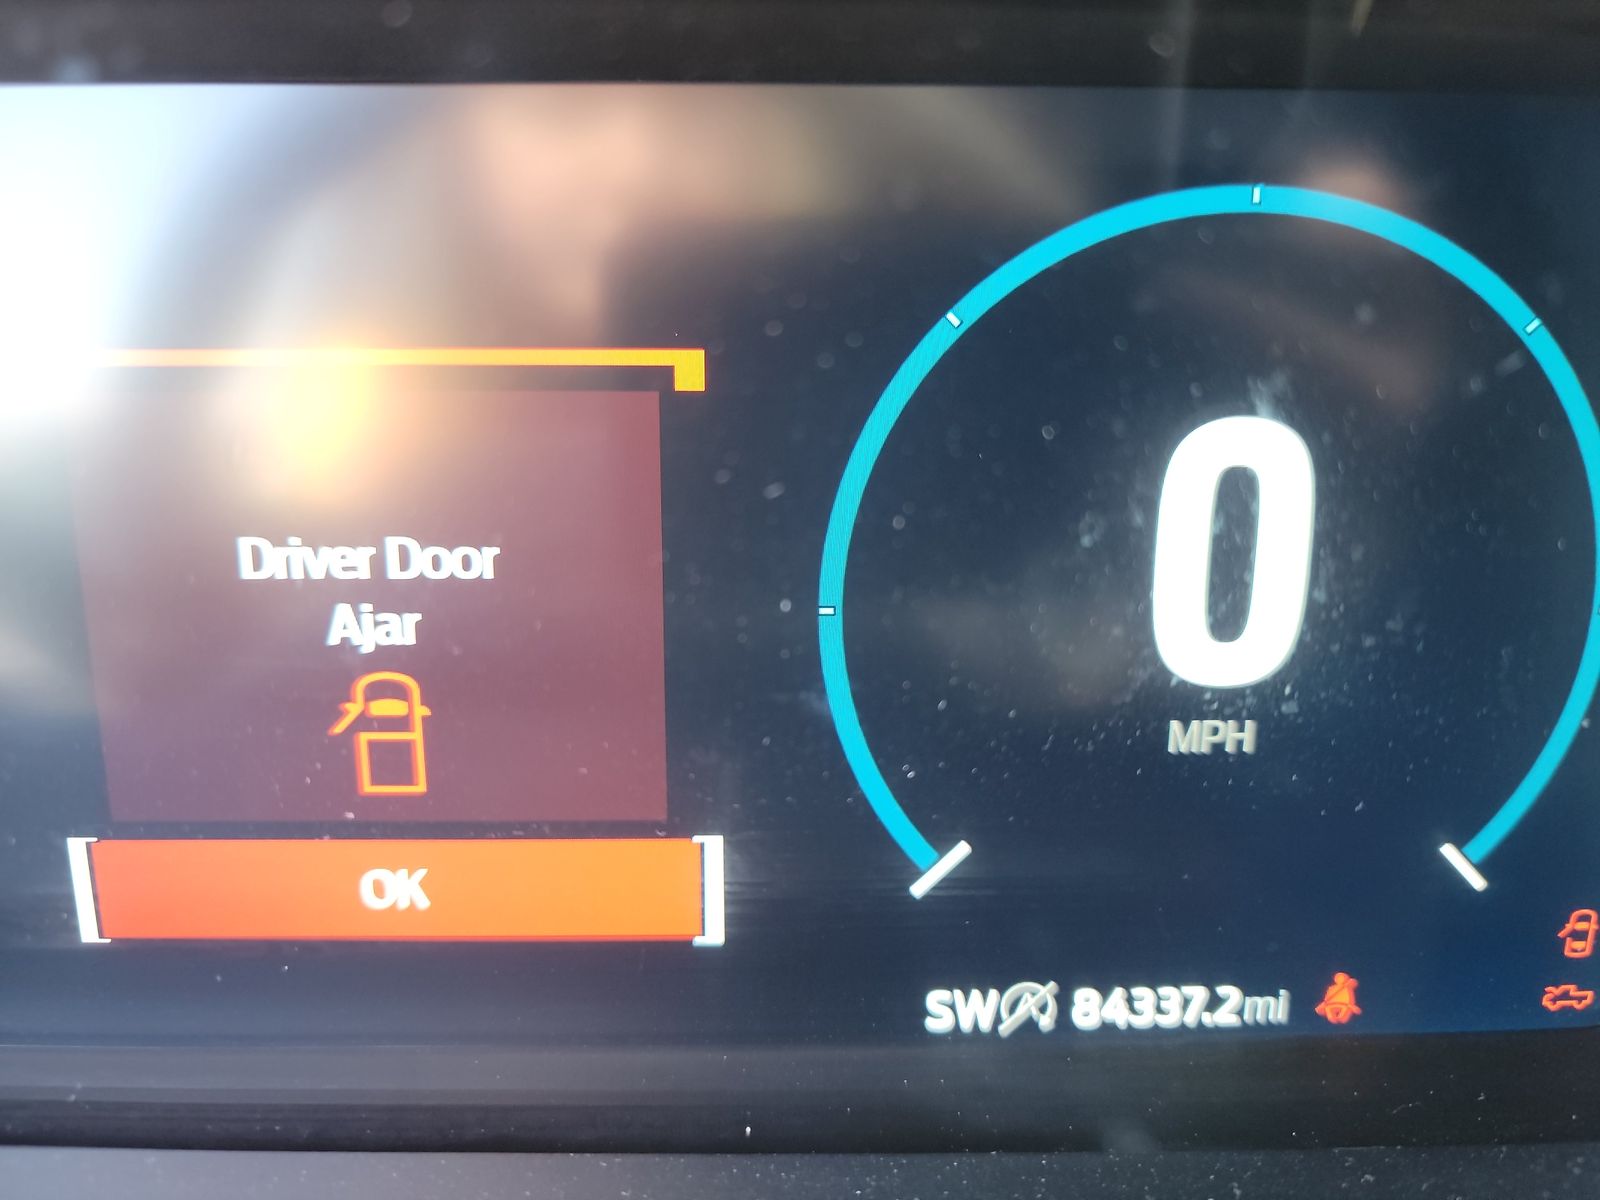 Driver Door
Ajar
OK
0
MPH
SW 84337.2mi